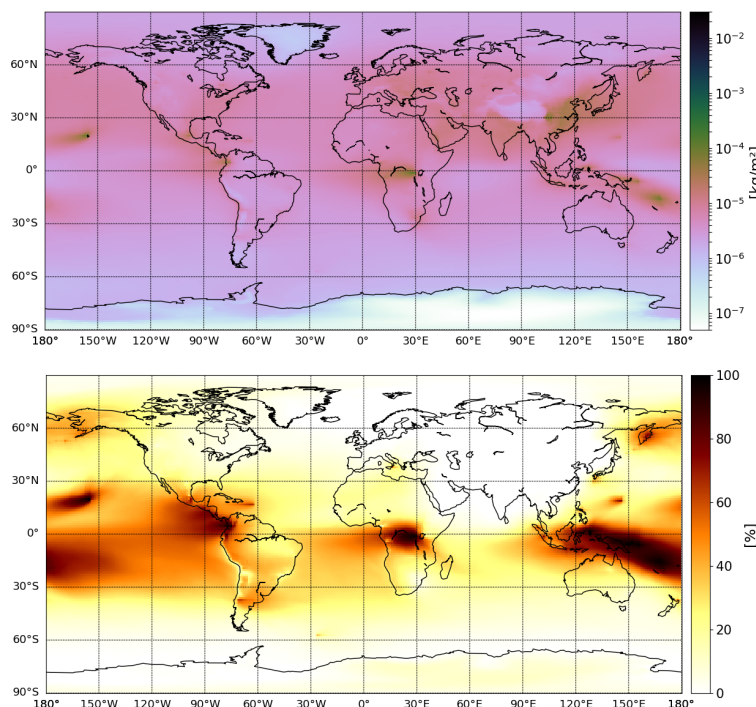 60°N
30°N
0°
30°S
60°S
90°S
180°
150°W
120°W
90°W
60°W
30°W
0°
30°E
60°E
90°E
120°E
150°E
180°
10⁻²
10⁻³
10⁻⁴
10⁻⁵
10⁻⁶
10⁻⁷
[kg/m²]
60°N
30°N
0°
30°S
60°S
90°S
180°
150°W
120°W
90°W
60°W
30°W
0°
30°E
60°E
90°E
120°E
150°E
180°
100
80
60
40
20
0
[%]